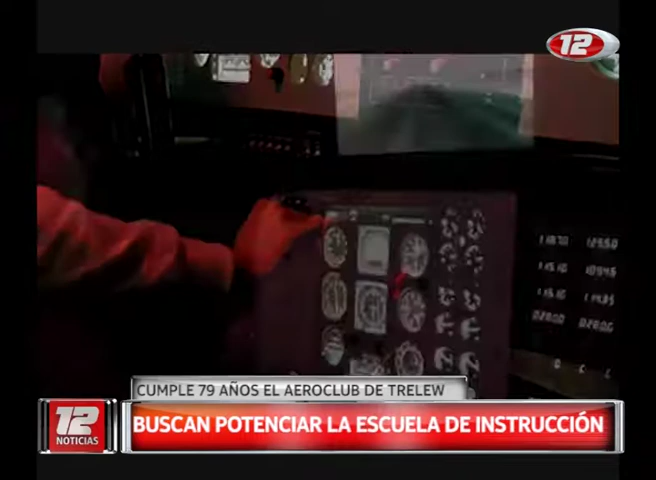 12
CUMPLE 79 AÑOS EL AEROCLUB DE TRELEW
12
NOTICIAS
BUSCAN POTENCIAR LA ESCUELA DE INSTRUCCIÓN